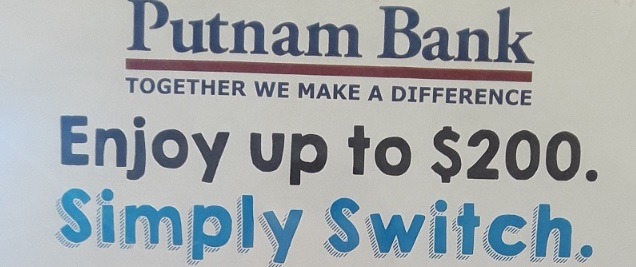 Putnam Bank
TOGETHER WE MAKE A DIFFERENCE
Enjoy up to $200.
Simply Switch.